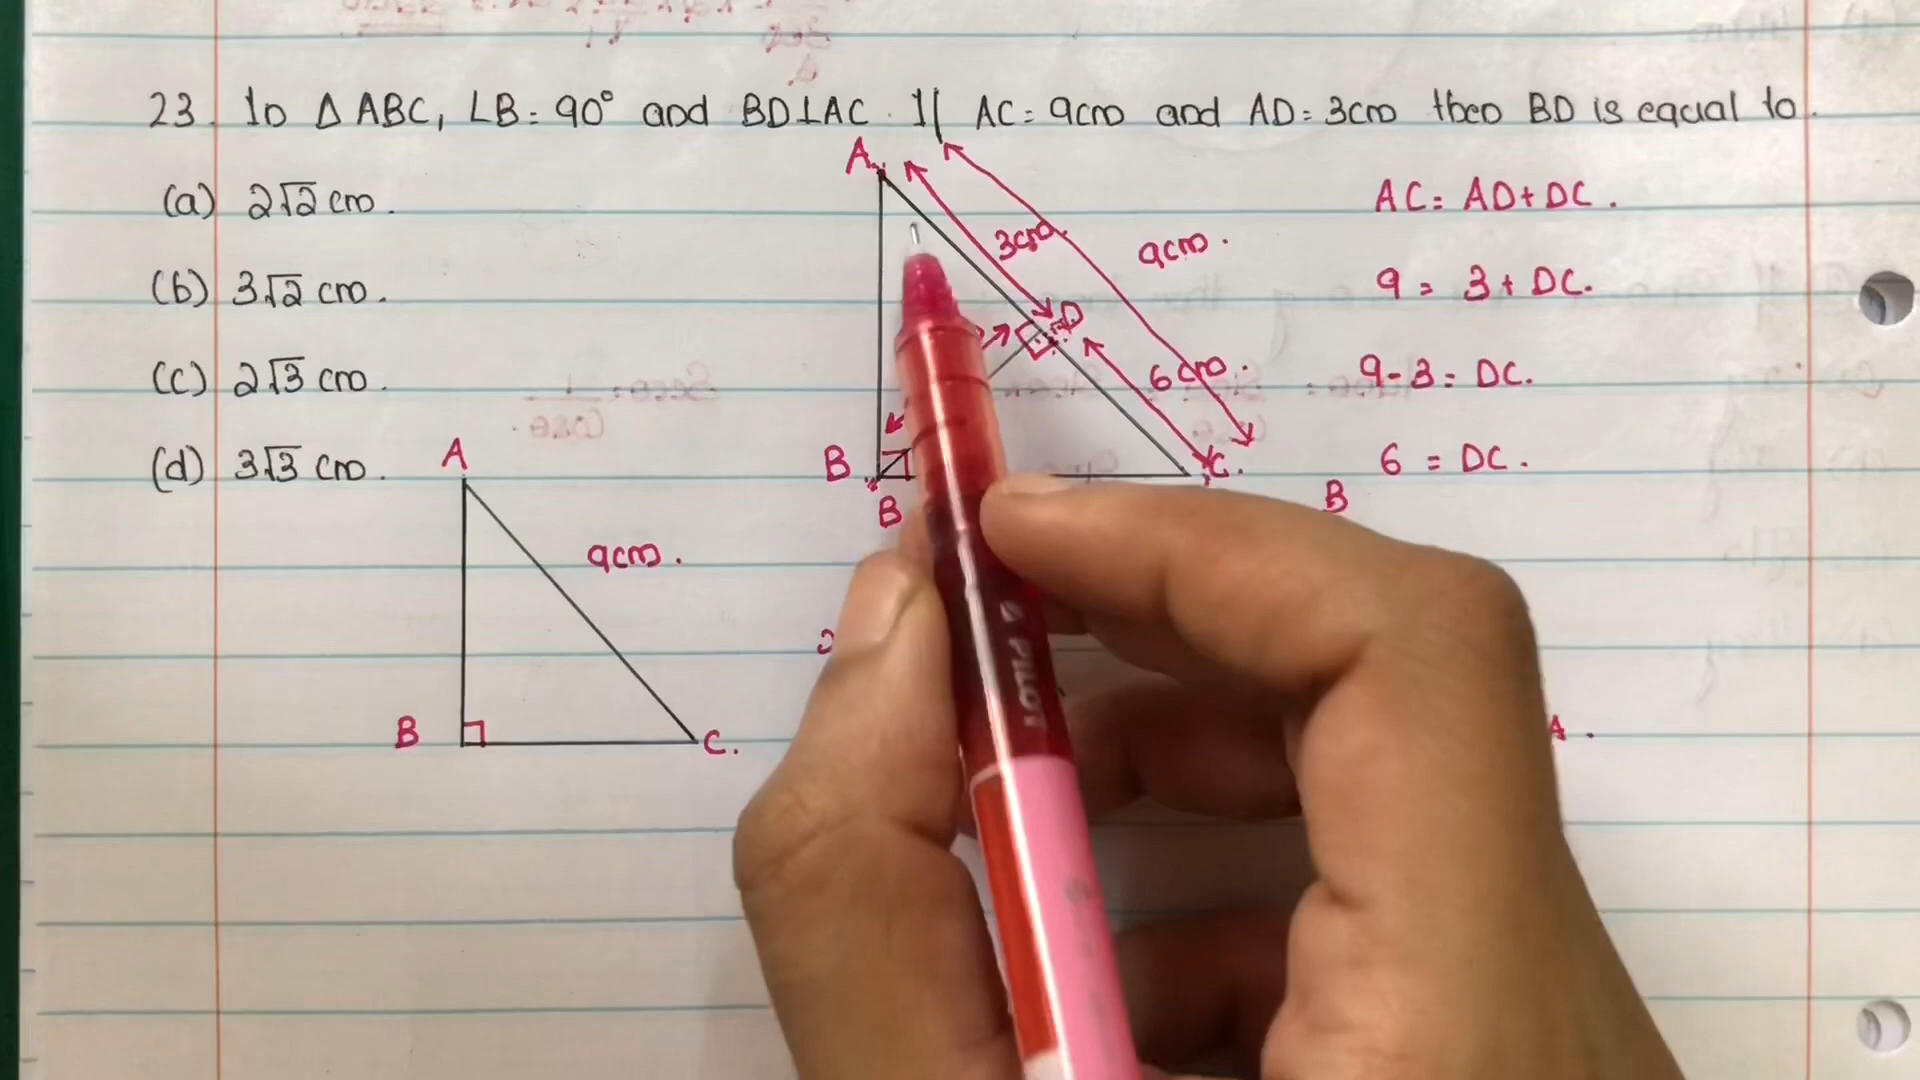 23. In Δ ABC, ∠B = 90° and BD⊥AC. If AC = 9cm and AD = 3cm then BD is equal to.
(a) 2√2 cm.
(b) 3√2 cm.
(c) 2√3 cm.
(d) 3√3 cm.
A
9cm.
B
C.
A
3cm
9cm.
D
6cm.
B
C.
B
AC = AD + DC.
9 = 3 + DC.
9 - 3 = DC.
6 = DC.
B
A.
PILOT